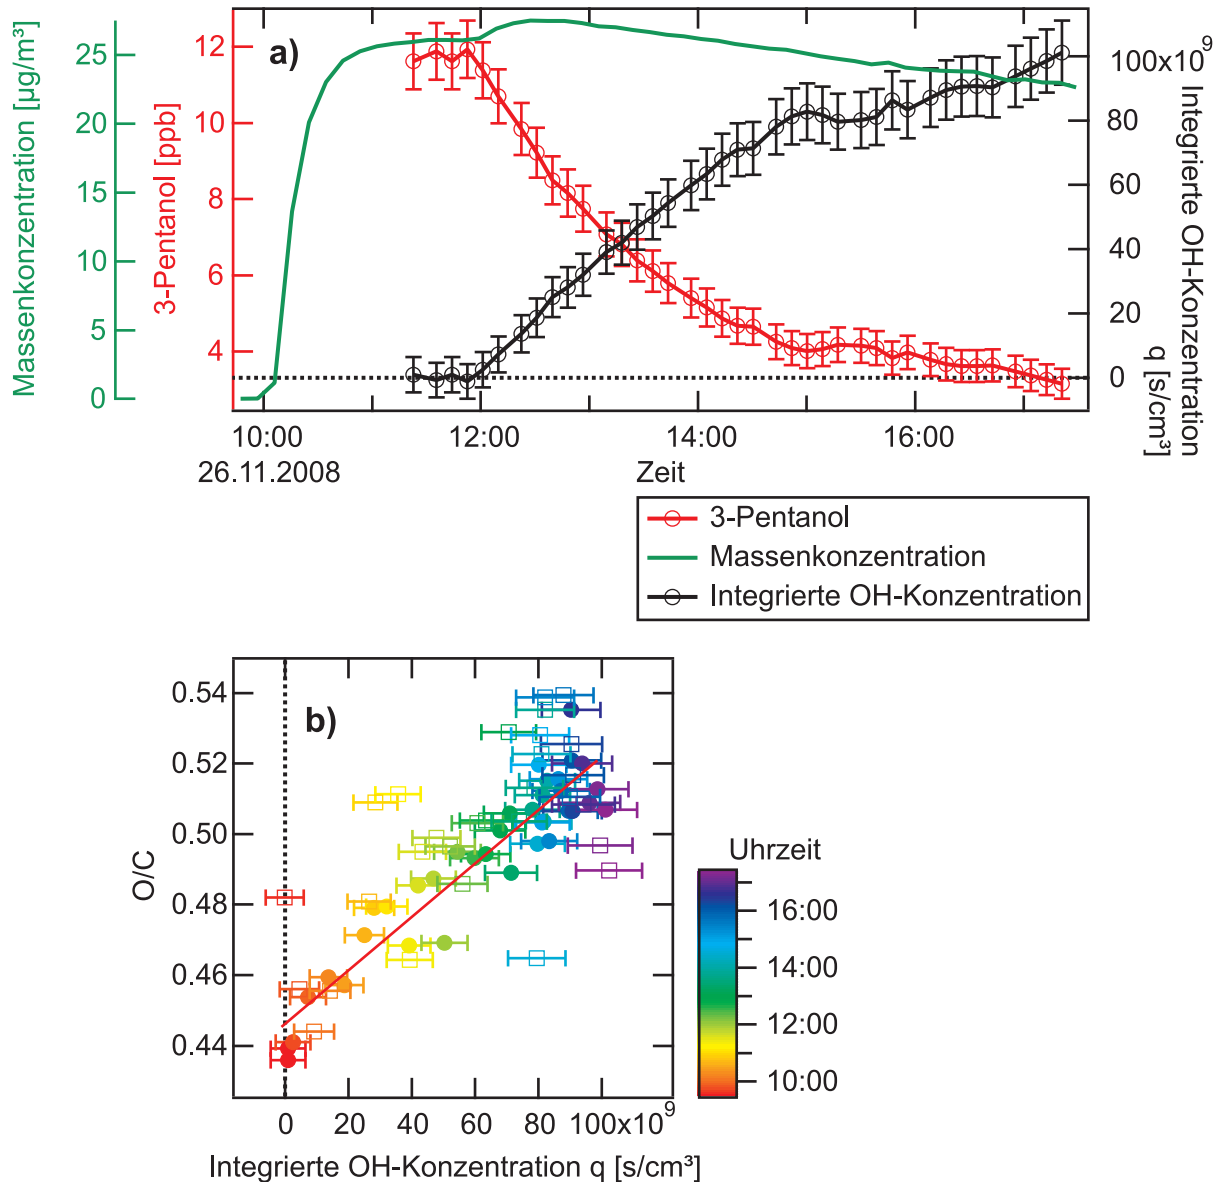 a)
Massenkonzentration [µg/m³]
25
20
15
10
5
0
3-Pentanol [ppb]
12
10
8
6
4
100x10⁹
80
60
40
20
0
Integrierte OH-Konzentration
q [s/cm³]
10:00 12:00 14:00 16:00
26.11.2008 Zeit
3-Pentanol
Massenkonzentration
Integrierte OH-Konzentration
b)
O/C
0.54
0.52
0.50
0.48
0.46
0.44
0 20 40 60 80 100x10⁹
Integrierte OH-Konzentration q [s/cm³]
Uhrzeit
16:00
14:00
12:00
10:00